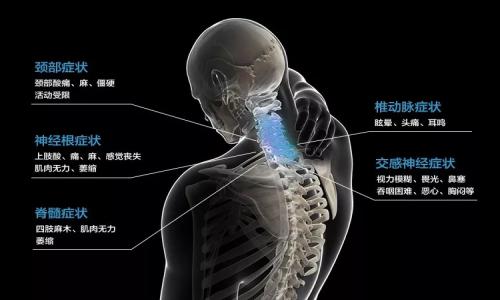 颈部症状
颈部酸痛、麻、僵硬
活动受限
神经根症状
上肢酸、痛、麻、感觉丧失
肌肉无力、萎缩
脊髓症状
四肢麻木、肌肉无力
萎缩
椎动脉症状
眩晕、头痛、耳鸣
交感神经症状
视力模糊、畏光、鼻塞
吞咽困难、恶心、胸闷等